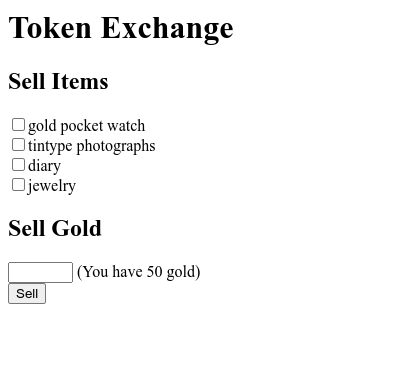 Token Exchange
Sell Items
gold pocket watch
tintype photographs
diary
jewelry
Sell Gold
(You have 50 gold)
Sell